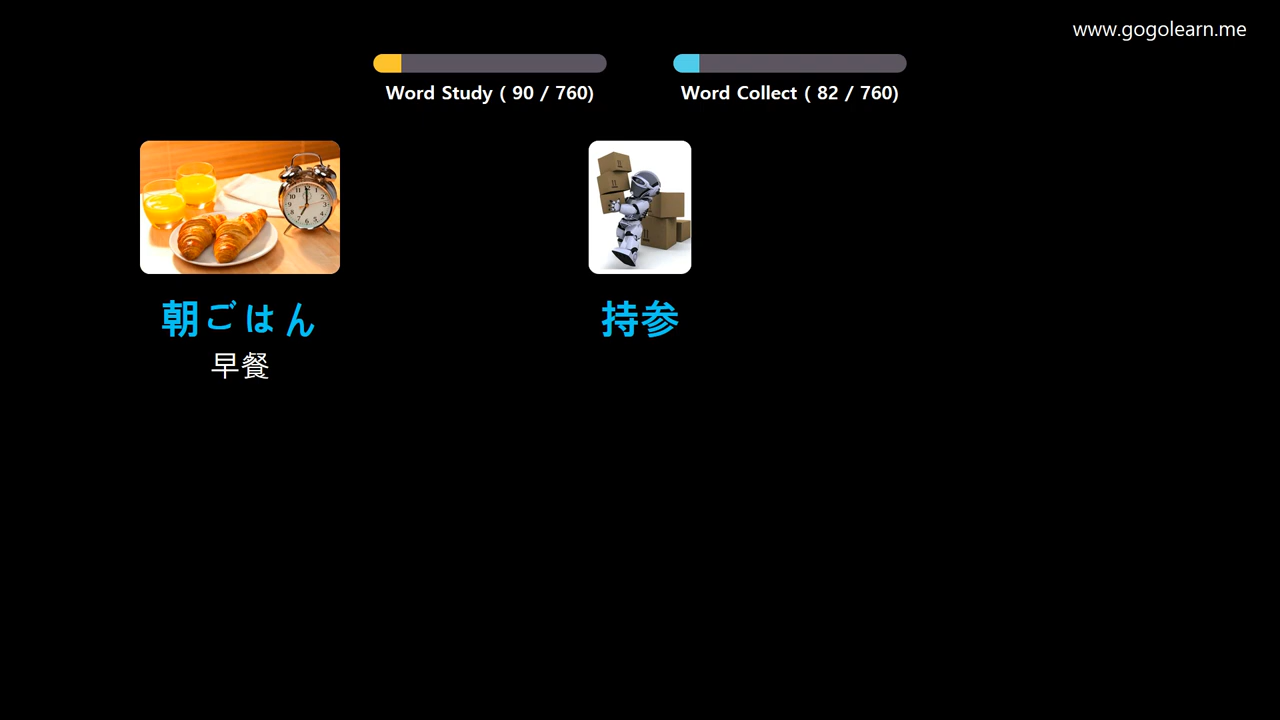 www.gogolearn.me
Word Study ( 90 / 760)
Word Collect ( 82 / 760)
朝ごはん
早餐
持参